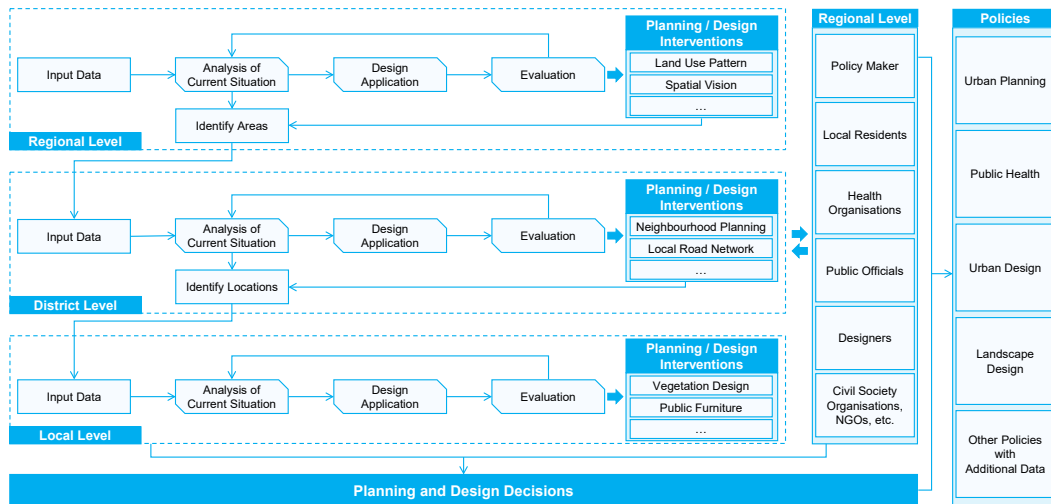 Input Data
Analysis of
Current Situation
Design
Application
Evaluation
Planning / Design
Interventions
Land Use Pattern
Spatial Vision
…
Identify Areas
Regional Level
Input Data
Analysis of
Current Situation
Design
Application
Evaluation
Planning / Design
Interventions
Neighbourhood Planning
Local Road Network
…
Identify Locations
District Level
Input Data
Analysis of
Current Situation
Design
Application
Evaluation
Planning / Design
Interventions
Vegetation Design
Public Furniture
…
Local Level
Planning and Design Decisions
Regional Level
Policy Maker
Local Residents
Health
Organisations
Public Officials
Designers
Civil Society
Organisations,
NGOs, etc.
Policies
Urban Planning
Public Health
Urban Design
Landscape
Design
Other Policies
with
Additional Data